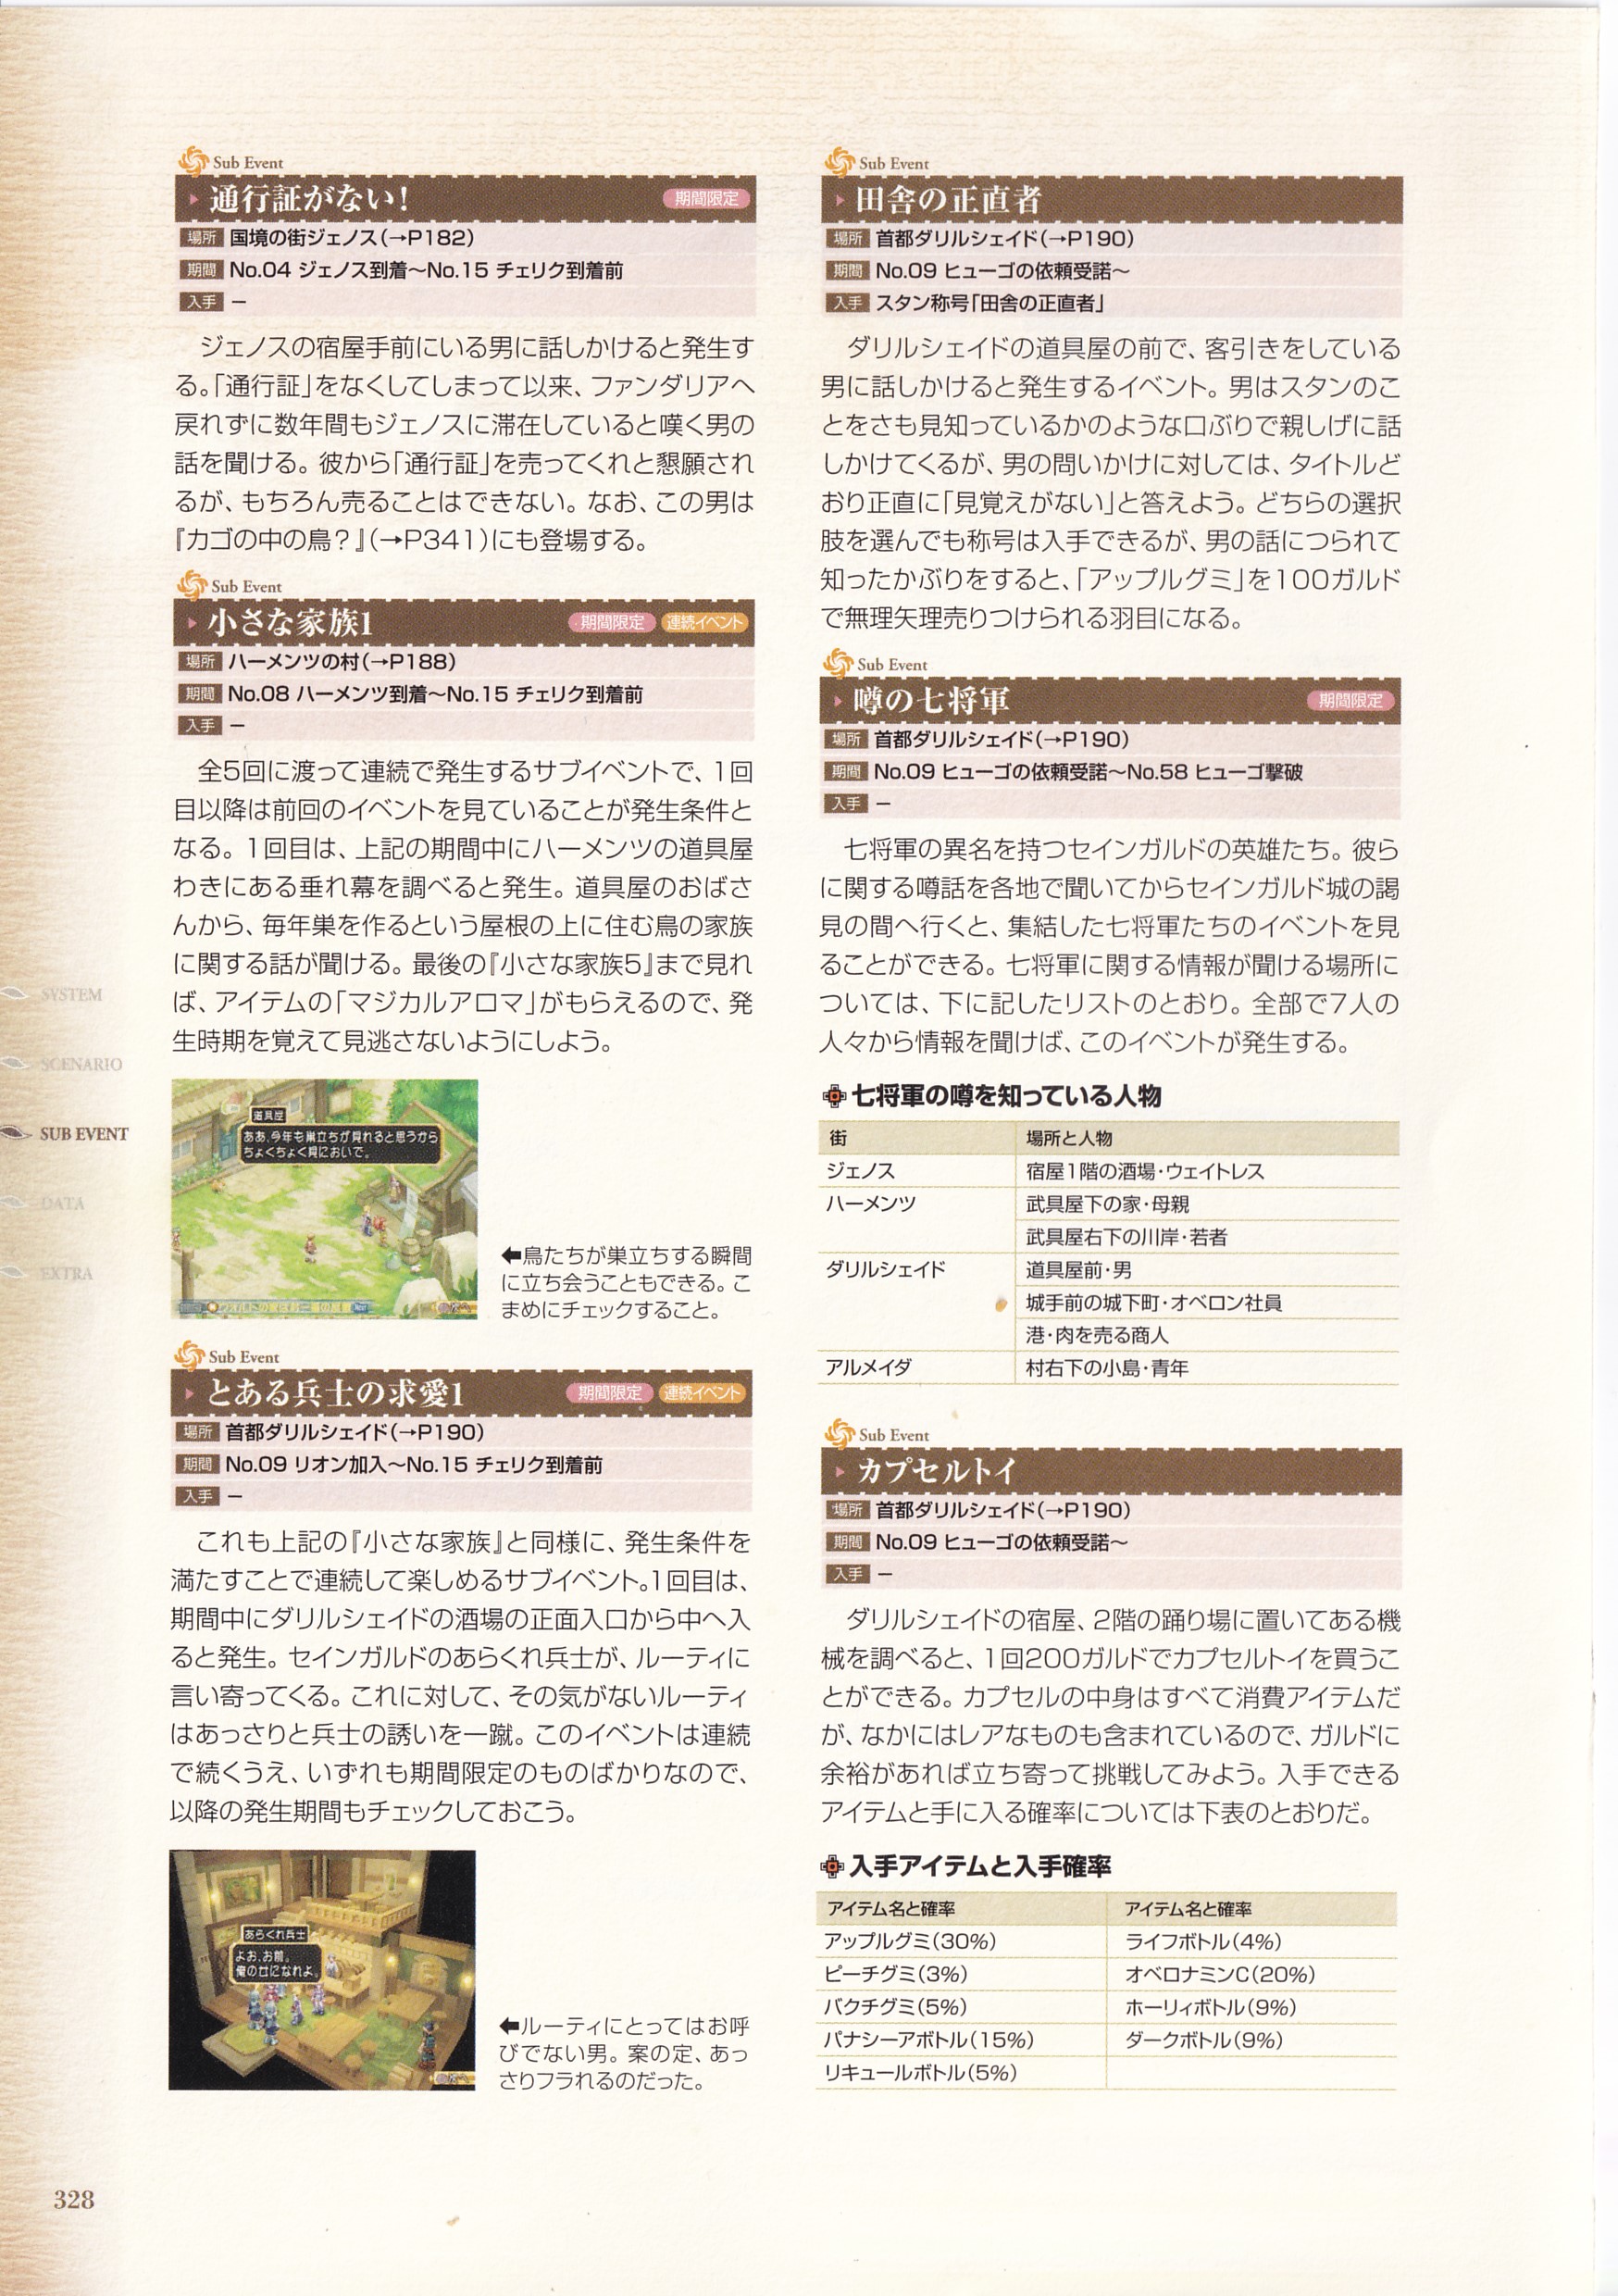 Sub Event
通行証がない！ 期間限定
場所 国境の街ジェノス(→P182)
期間 No.04 ジェノス到着〜No.15 チェリク到着前
入手 −
ジェノスの宿屋手前にいる男に話しかけると発生す
る。「通行証」をなくしてしまって以来、ファンダリアへ
戻れずに数年間もジェノスに滞在していると嘆く男の
話を聞ける。彼から「通行証」を売ってくれと懇願され
るが、もちろん売ることはできない。なお、この男は
『カゴの中の鳥？』(→P341)にも登場する。
Sub Event
小さな家族1 期間限定 連続イベント
場所 ハーメンツの村(→P188)
期間 No.08 ハーメンツ到着〜No.15 チェリク到着前
入手 −
全5回に渡って連続で発生するサブイベントで、1回
目以降は前回のイベントを見ていることが発生条件と
なる。1回目は、上記の期間中にハーメンツの道具屋
わきにある垂れ幕を調べると発生。道具屋のおばさ
んから、毎年巣を作るという屋根の上に住む鳥の家族
に関する話が聞ける。最後の『小さな家族5』まで見れ
ば、アイテムの「マジカルアロマ」がもらえるので、発
生時期を覚えて見逃さないようにしよう。
道具屋
ああ、今年も巣立ちが見れると思うから
ちょくちょく見においで。
←鳥たちが巣立ちする瞬間
に立ち会うこともできる。こ
まめにチェックすること。
Sub Event
とある兵士の求愛1 期間限定 連続イベント
場所 首都ダリルシェイド(→P190)
期間 No.09 リオン加入〜No.15 チェリク到着前
入手 −
これも上記の『小さな家族』と同様に、発生条件を
満たすことで連続して楽しめるサブイベント。1回目は、
期間中にダリルシェイドの酒場の正面入口から中へ入
ると発生。セインガルドのあらくれ兵士が、ルーティに
言い寄ってくる。これに対して、その気がないルーティ
はあっさりと兵士の誘いを一蹴。このイベントは連続
で続くうえ、いずれも期間限定のものばかりなので、
以降の発生期間もチェックしておこう。
あらくれ兵士
よお、お前。
俺の女になれよ。
←ルーティにとってはお呼
びでない男。案の定、あっ
さりフラれるのだった。
Sub Event
田舎の正直者
場所 首都ダリルシェイド(→P190)
期間 No.09 ヒューゴの依頼受諾〜
入手 スタン称号「田舎の正直者」
ダリルシェイドの道具屋の前で、客引きをしている
男に話しかけると発生するイベント。男はスタンのこ
とをさも見知っているかのような口ぶりで親しげに話
しかけてくるが、男の問いかけに対しては、タイトルど
おり正直に「見覚えがない」と答えよう。どちらの選択
肢を選んでも称号は入手できるが、男の話につられて
知ったかぶりをすると、「アップルグミ」を100ガルド
で無理矢理売りつけられる羽目になる。
Sub Event
噂の七将軍 期間限定
場所 首都ダリルシェイド(→P190)
期間 No.09 ヒューゴの依頼受諾〜No.58 ヒューゴ撃破
入手 −
七将軍の異名を持つセインガルドの英雄たち。彼ら
に関する噂話を各地で聞いてからセインガルド城の謁
見の間へ行くと、集結した七将軍たちのイベントを見
ることができる。七将軍に関する情報が聞ける場所に
ついては、下に記したリストのとおり。全部で7人の
人々から情報を聞けば、このイベントが発生する。
七将軍の噂を知っている人物
街 場所と人物
ジェノス 宿屋1階の酒場・ウェイトレス
ハーメンツ 武具屋下の家・母親
武具屋右下の川岸・若者
ダリルシェイド 道具屋前・男
城手前の城下町・オベロン社員
港・肉を売る商人
アルメイダ 村右下の小島・青年
Sub Event
カプセルトイ
場所 首都ダリルシェイド(→P190)
期間 No.09 ヒューゴの依頼受諾〜
入手 −
ダリルシェイドの宿屋、2階の踊り場に置いてある機
械を調べると、1回200ガルドでカプセルトイを買うこ
とができる。カプセルの中身はすべて消費アイテムだ
が、なかにはレアなものも含まれているので、ガルドに
余裕があれば立ち寄って挑戦してみよう。入手できる
アイテムと手に入る確率については下表のとおりだ。
入手アイテムと入手確率
アイテム名と確率 アイテム名と確率
アップルグミ(30%) ライフボトル(4%)
ピーチグミ(3%) オベロナミンC(20%)
バクチグミ(5%) ホーリィボトル(9%)
パナシーアボトル(15%) ダークボトル(9%)
リキュールボトル(5%)
SYSTEM
SCENARIO
SUB EVENT
DATA
EXTRA
328